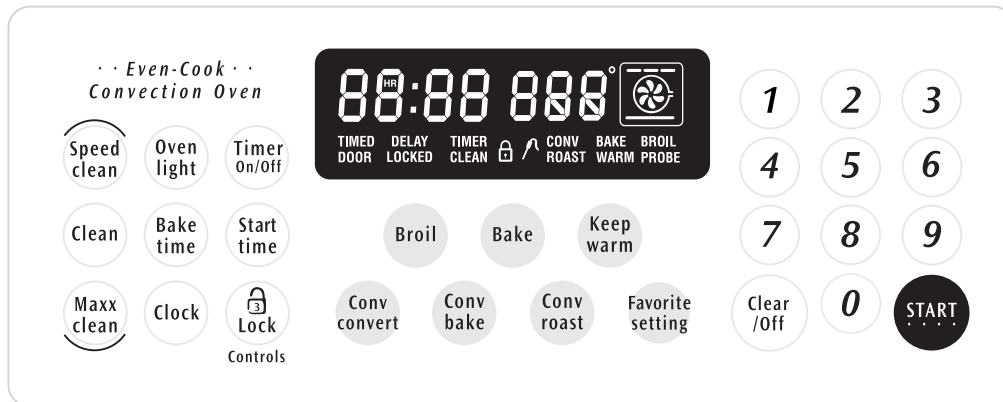 · · Even-Cook · ·
Convection Oven
Speed
clean
Oven
light
Timer
On/Off
Clean
Bake
time
Start
time
Maxx
clean
Clock
3
Lock
Controls
88:88 888°
HR
TIMED DELAY TIMER CONV BAKE BROIL
DOOR LOCKED CLEAN ROAST WARM PROBE
Broil
Bake
Keep
warm
Conv
convert
Conv
bake
Conv
roast
Favorite
setting
1 2 3
4 5 6
7 8 9
Clear
/Off
0
START